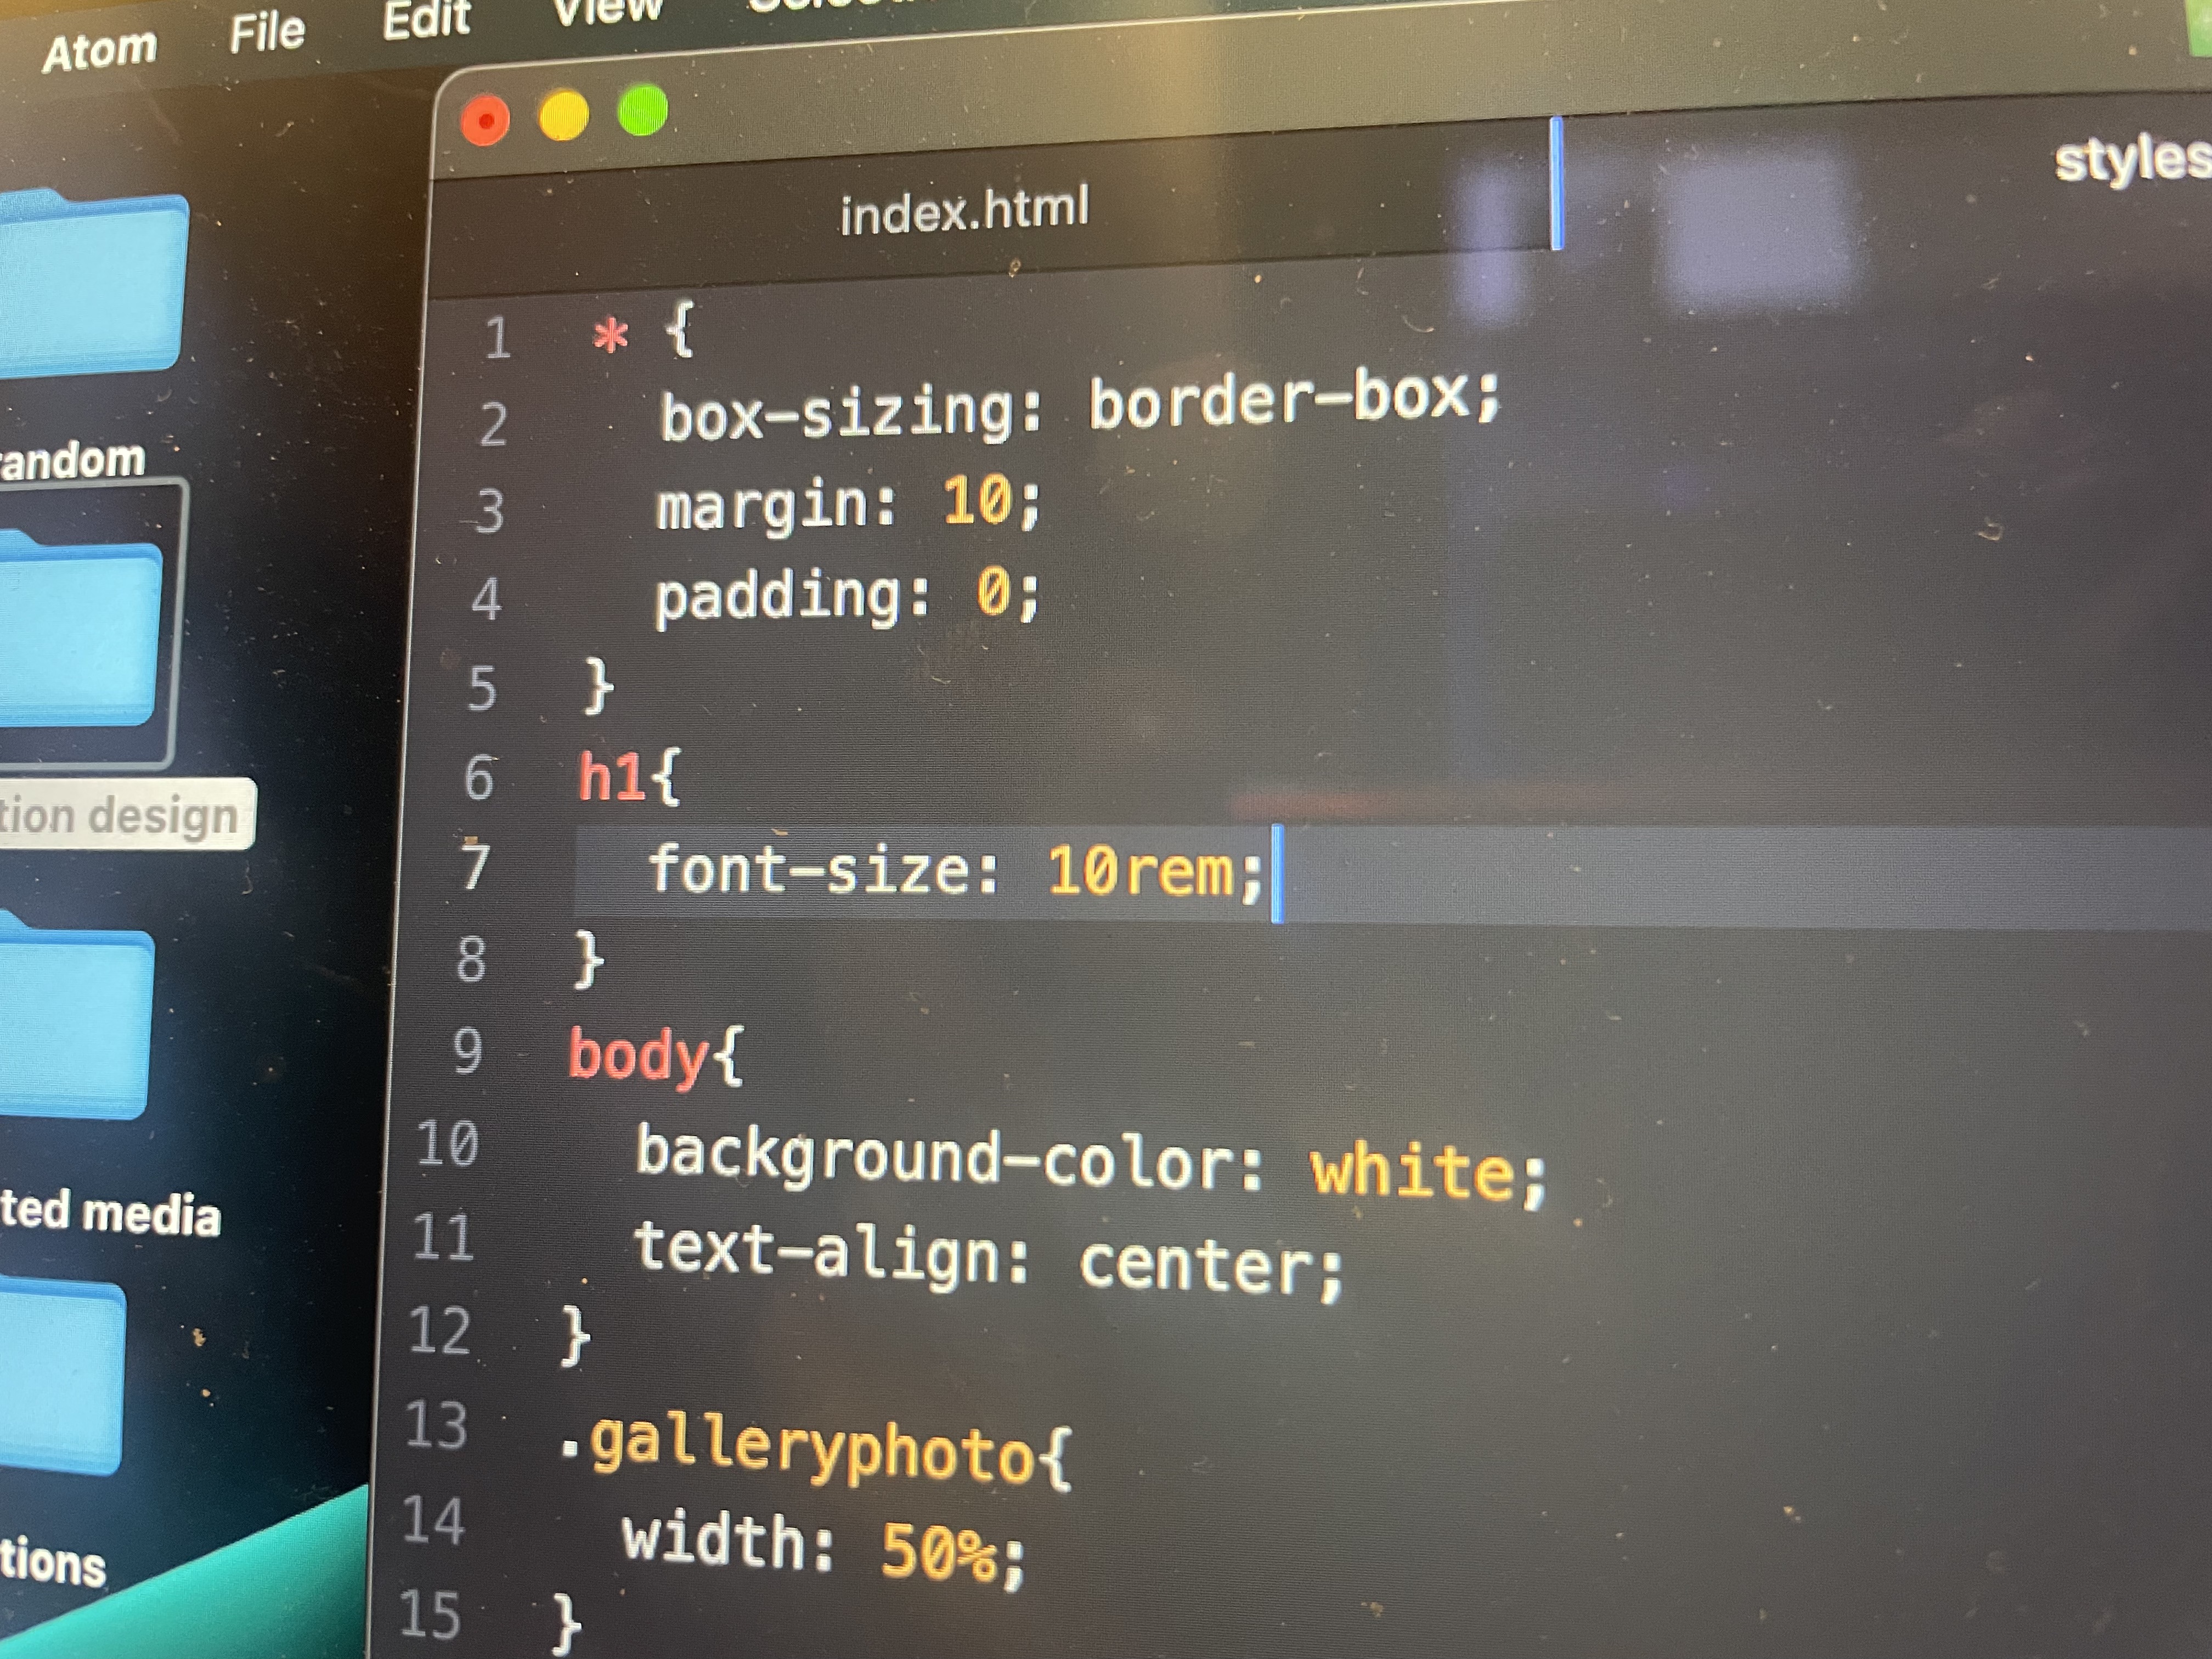 Atom File Edit View
index.html
styles
1 * {
2 box-sizing: border-box;
3 margin: 10;
4 padding: 0;
5 }
6 h1{
7 font-size: 10rem;
8 }
9 body{
10 background-color: white;
11 text-align: center;
12 }
13 .galleryphoto{
14 width: 50%;
15 }
random
tion design
ted media
tions